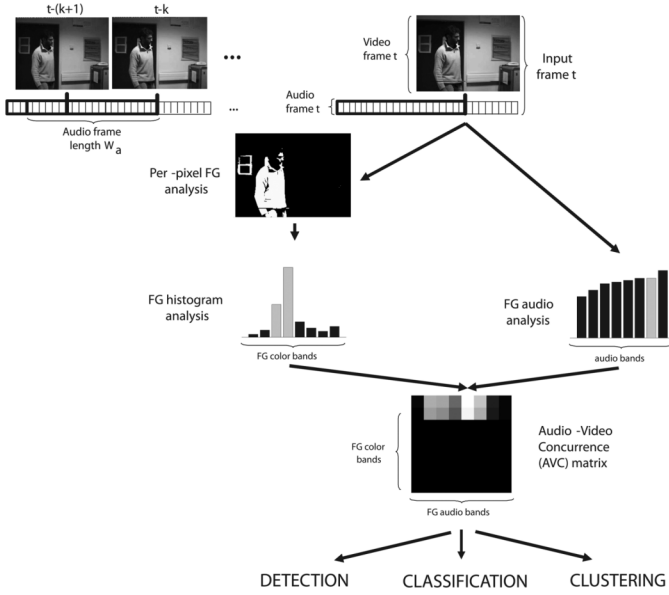 t-(k+1)
t-k
...
Video
frame t
Input
frame t
Audio
frame t
...
Audio frame
length Wa
Per -pixel FG
analysis
FG histogram
analysis
FG color bands
FG audio
analysis
audio bands
FG color
bands
Audio -Video
Concurrence
(AVC) matrix
FG audio bands
DETECTION
CLASSIFICATION
CLUSTERING